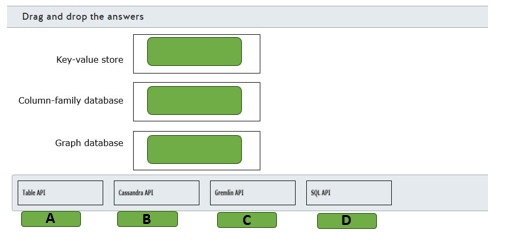 Drag and drop the answers
Key-value store
Column-family database
Graph database
Table API
Cassandra API
Gremlin API
SQL API
A
B
C
D